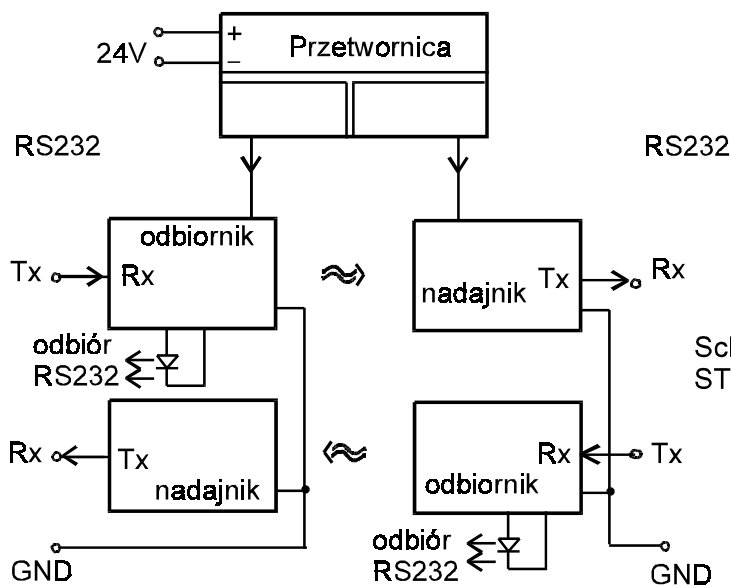 Przetwornica
+
24V
–
RS232
RS232
odbiornik
Tx
Rx
Tx
Rx
nadajnik
odbiór
RS232
Rx
Tx
nadajnik
Rx
Tx
odbiornik
odbiór
RS232
GND
GND
ST